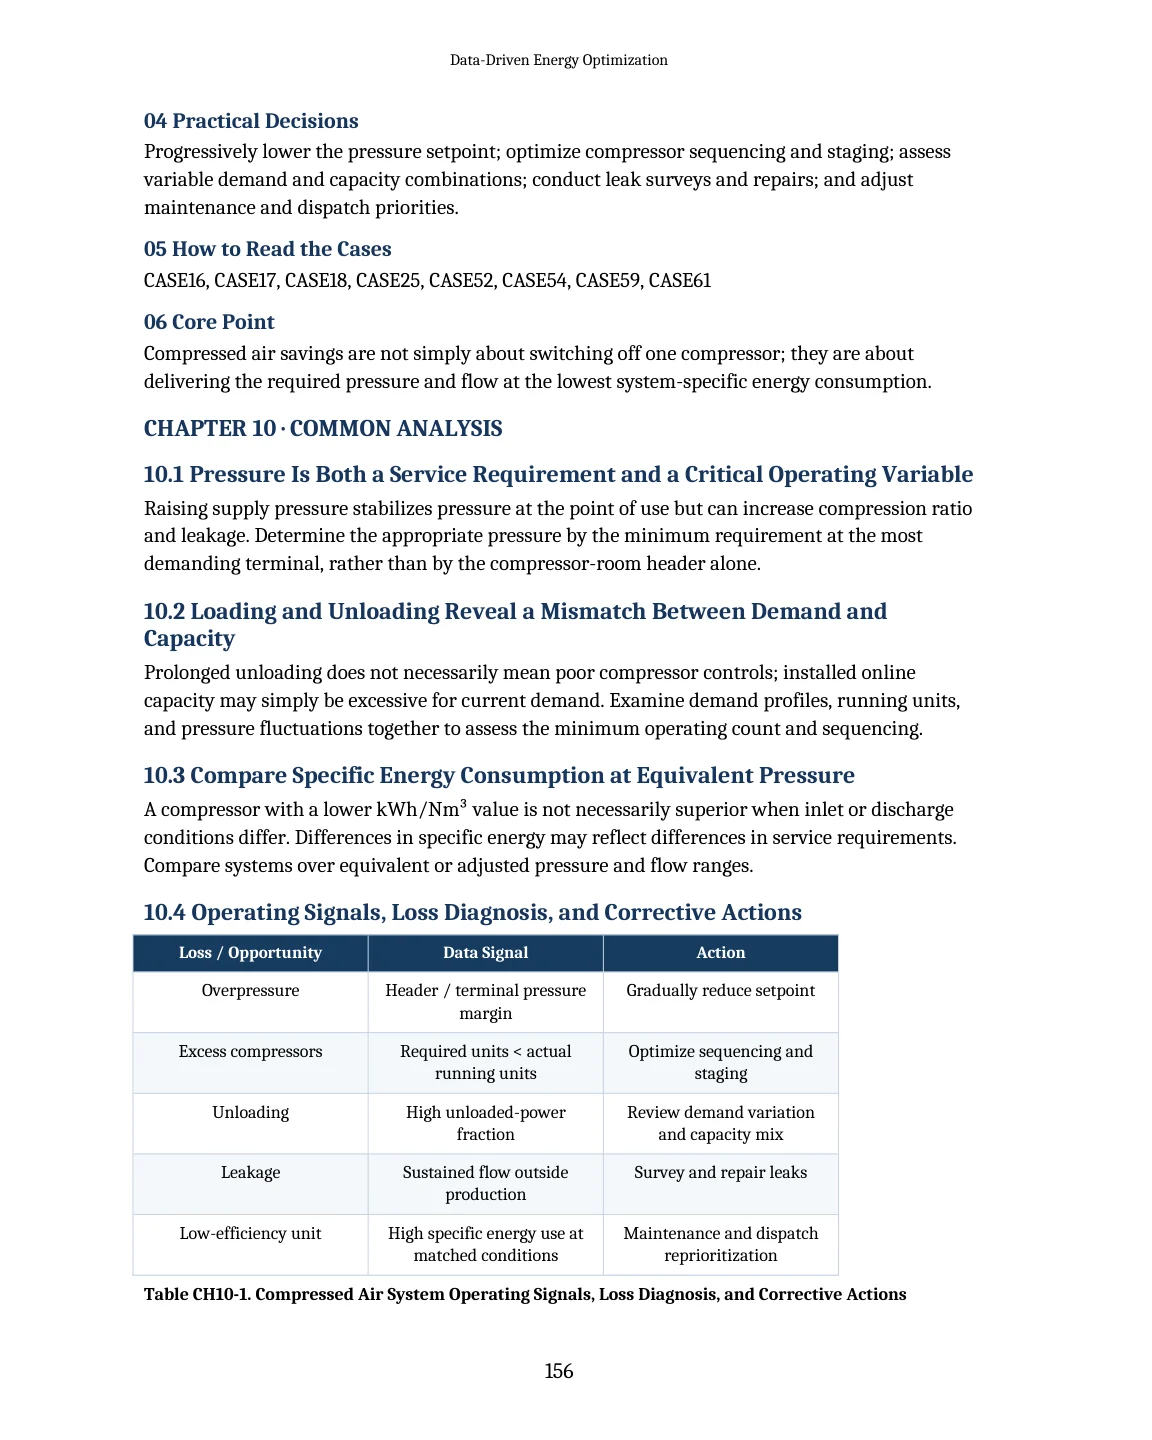 Data-Driven Energy Optimization
04 Practical Decisions
Progressively lower the pressure setpoint; optimize compressor sequencing and staging; assess
variable demand and capacity combinations; conduct leak surveys and repairs; and adjust
maintenance and dispatch priorities.
05 How to Read the Cases
CASE16, CASE17, CASE18, CASE25, CASE52, CASE54, CASE59, CASE61
06 Core Point
Compressed air savings are not simply about switching off one compressor; they are about
delivering the required pressure and flow at the lowest system-specific energy consumption.
CHAPTER 10 · COMMON ANALYSIS
10.1 Pressure Is Both a Service Requirement and a Critical Operating Variable
Raising supply pressure stabilizes pressure at the point of use but can increase compression ratio
and leakage. Determine the appropriate pressure by the minimum requirement at the most
demanding terminal, rather than by the compressor-room header alone.
10.2 Loading and Unloading Reveal a Mismatch Between Demand and
Capacity
Prolonged unloading does not necessarily mean poor compressor controls; installed online
capacity may simply be excessive for current demand. Examine demand profiles, running units,
and pressure fluctuations together to assess the minimum operating count and sequencing.
10.3 Compare Specific Energy Consumption at Equivalent Pressure
A compressor with a lower kWh/Nm³ value is not necessarily superior when inlet or discharge
conditions differ. Differences in specific energy may reflect differences in service requirements.
Compare systems over equivalent or adjusted pressure and flow ranges.
10.4 Operating Signals, Loss Diagnosis, and Corrective Actions
Loss / Opportunity Data Signal Action
Overpressure Header / terminal pressure Gradually reduce setpoint
margin
Excess compressors Required units < actual Optimize sequencing and
running units staging
Unloading High unloaded-power Review demand variation
fraction and capacity mix
Leakage Sustained flow outside Survey and repair leaks
production
Low-efficiency unit High specific energy use at Maintenance and dispatch
matched conditions reprioritization
Table CH10-1. Compressed Air System Operating Signals, Loss Diagnosis, and Corrective Actions
156